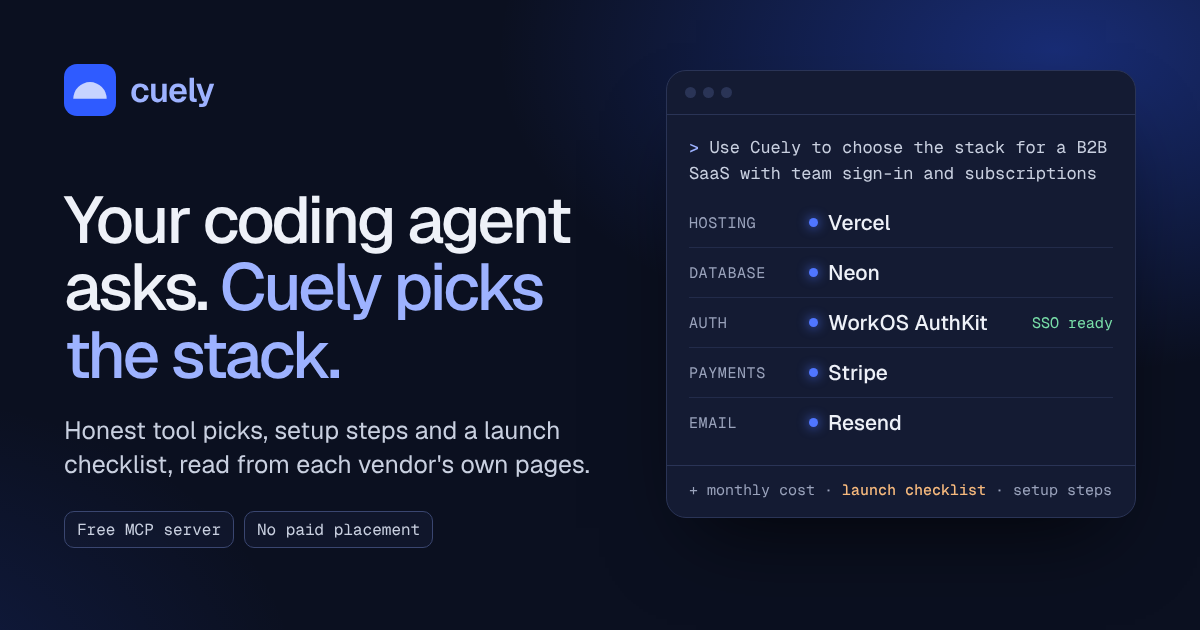 cuely
Your coding agent
asks. Cuely picks
the stack.
Honest tool picks, setup steps and a launch
checklist, read from each vendor's own pages.
Free MCP server
No paid placement
> Use Cuely to choose the stack for a B2B
SaaS with team sign-in and subscriptions
HOSTING Vercel
DATABASE Neon
AUTH WorkOS AuthKit SSO ready
PAYMENTS Stripe
EMAIL Resend
+ monthly cost · launch checklist · setup steps